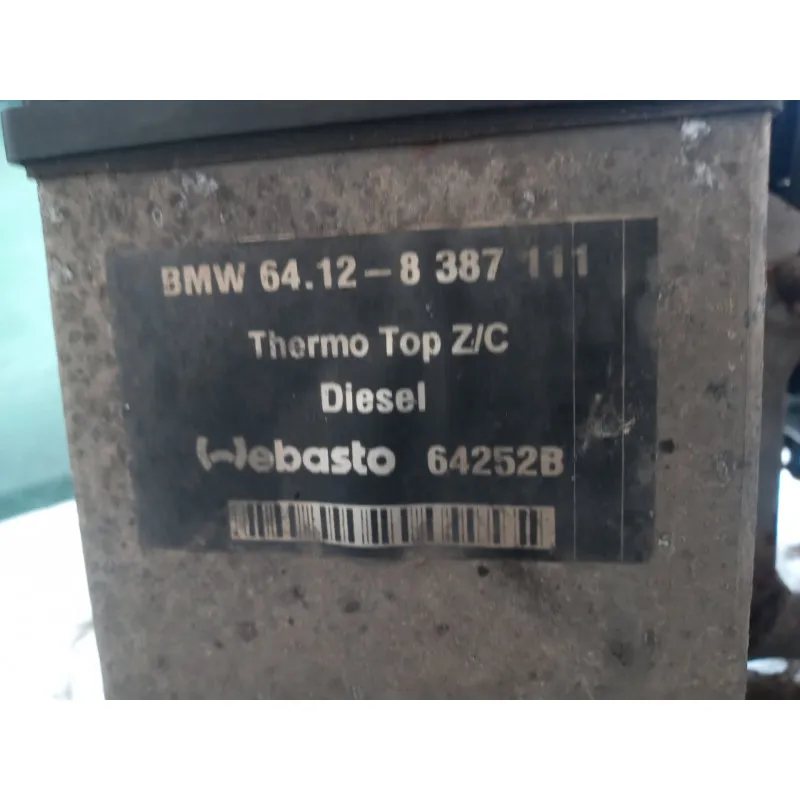 BMW 64.12-8 387 111
Thermo Top Z/C
Diesel
Webasto 64252B